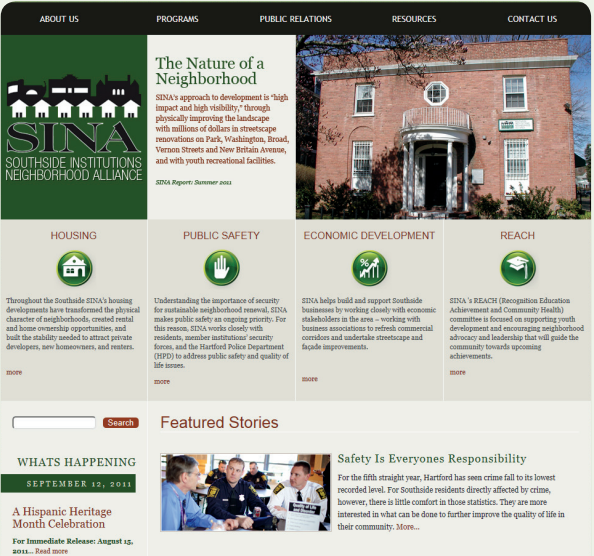 ABOUT US
PROGRAMS
PUBLIC RELATIONS
RESOURCES
CONTACT US
SINA
SOUTHSIDE INSTITUTIONS
NEIGHBORHOOD ALLIANCE
The Nature of a
Neighborhood
SINA's approach to development is "high
impact and high visibility," through
physically improving the landscape
with millions of dollars in streetscape
renovations on Park, Washington, Broad,
Vernon Streets and New Britain Avenue,
and with youth recreational facilities.
SINA Report: Summer 2011
HOUSING
Throughout the Southside SINA's housing
developments have transformed the physical
character of neighborhoods, created rental
and home ownership opportunities, and
built the stability needed to attract private
developers, new homeowners, and renters.
more
PUBLIC SAFETY
Understanding the importance of security
for sustainable neighborhood renewal, SINA
makes public safety an ongoing priority. For
this reason, SINA works closely with
residents, member institutions' security
forces, and the Hartford Police Department
(HPD) to address public safety and quality of
life issues.
more
ECONOMIC DEVELOPMENT
%
SINA helps build and support Southside
businesses by working closely with economic
stakeholders in the area – working with
business associations to refresh commercial
corridors and undertake streetscape and
façade improvements.
more
REACH
SINA 's REACH (Recognition Education
Achievement and Community Health)
committee is focused on supporting youth
development and encouraging neighborhood
advocacy and leadership that will guide the
community towards upcoming
achievements.
more
Search
WHATS HAPPENING
SEPTEMBER 12, 2011
A Hispanic Heritage
Month Celebration
For Immediate Release: August 15,
2011... Read more
Featured Stories
Quality of Life
Safety Is Everyones Responsibility
For the fifth straight year, Hartford has seen crime fall to its lowest
recorded level. For Southside residents directly affected by crime,
however, there is little comfort in those statistics. They are more
interested in what can be done to further improve the quality of life in
their community. More...